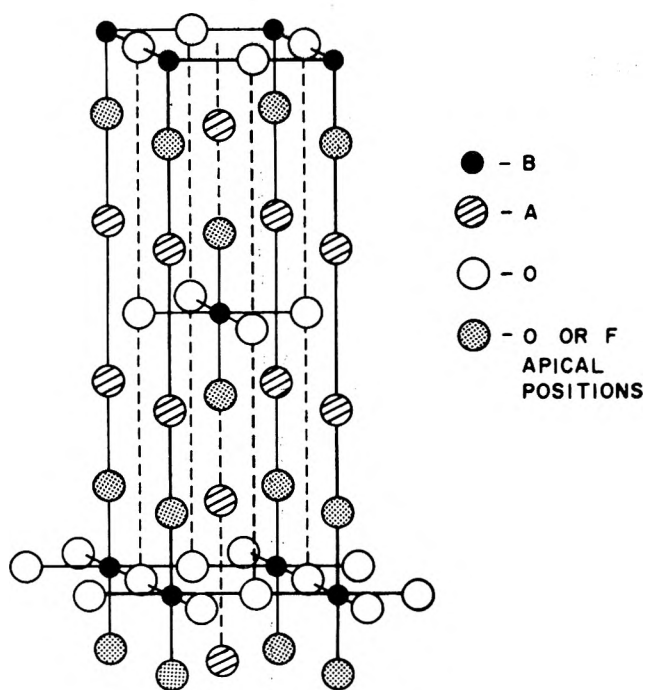 - B
- A
- O
- O OR F
APICAL
POSITIONS